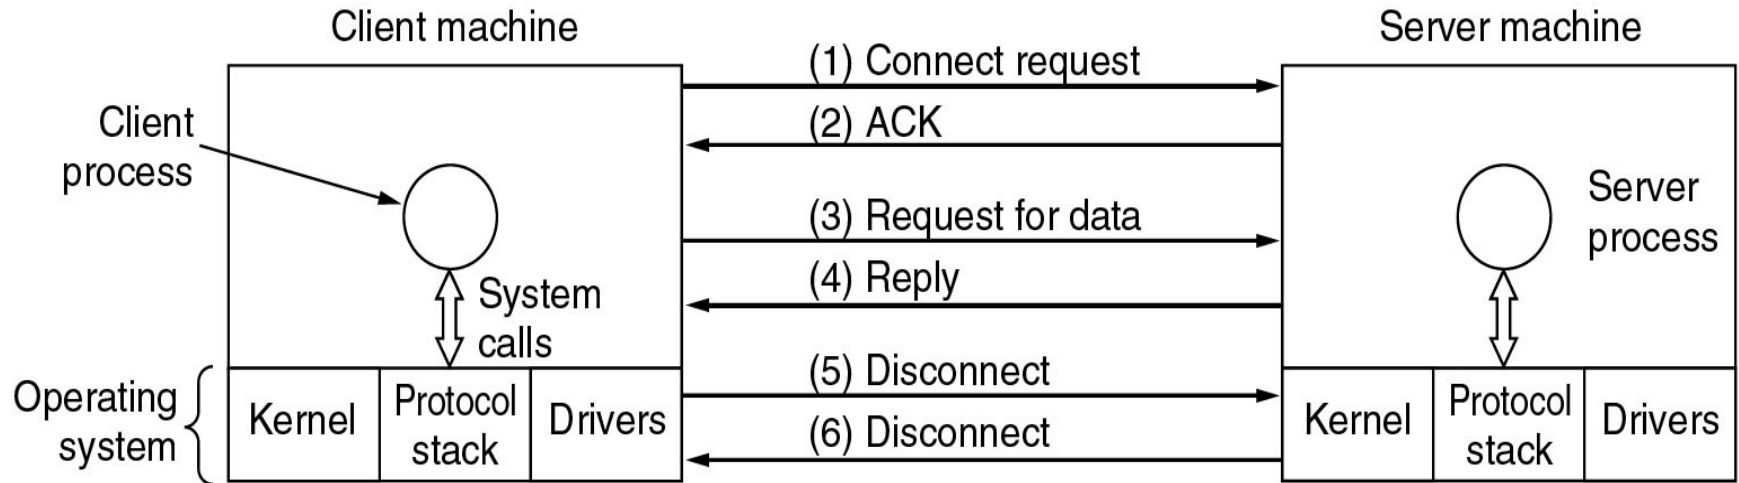 Client machine
Server machine
(1) Connect request
(2) ACK
Client
process
(3) Request for data
Server
process
(4) Reply
System
calls
(5) Disconnect
(6) Disconnect
Operating
system
Kernel
Protocol
stack
Drivers
Kernel
Protocol
stack
Drivers